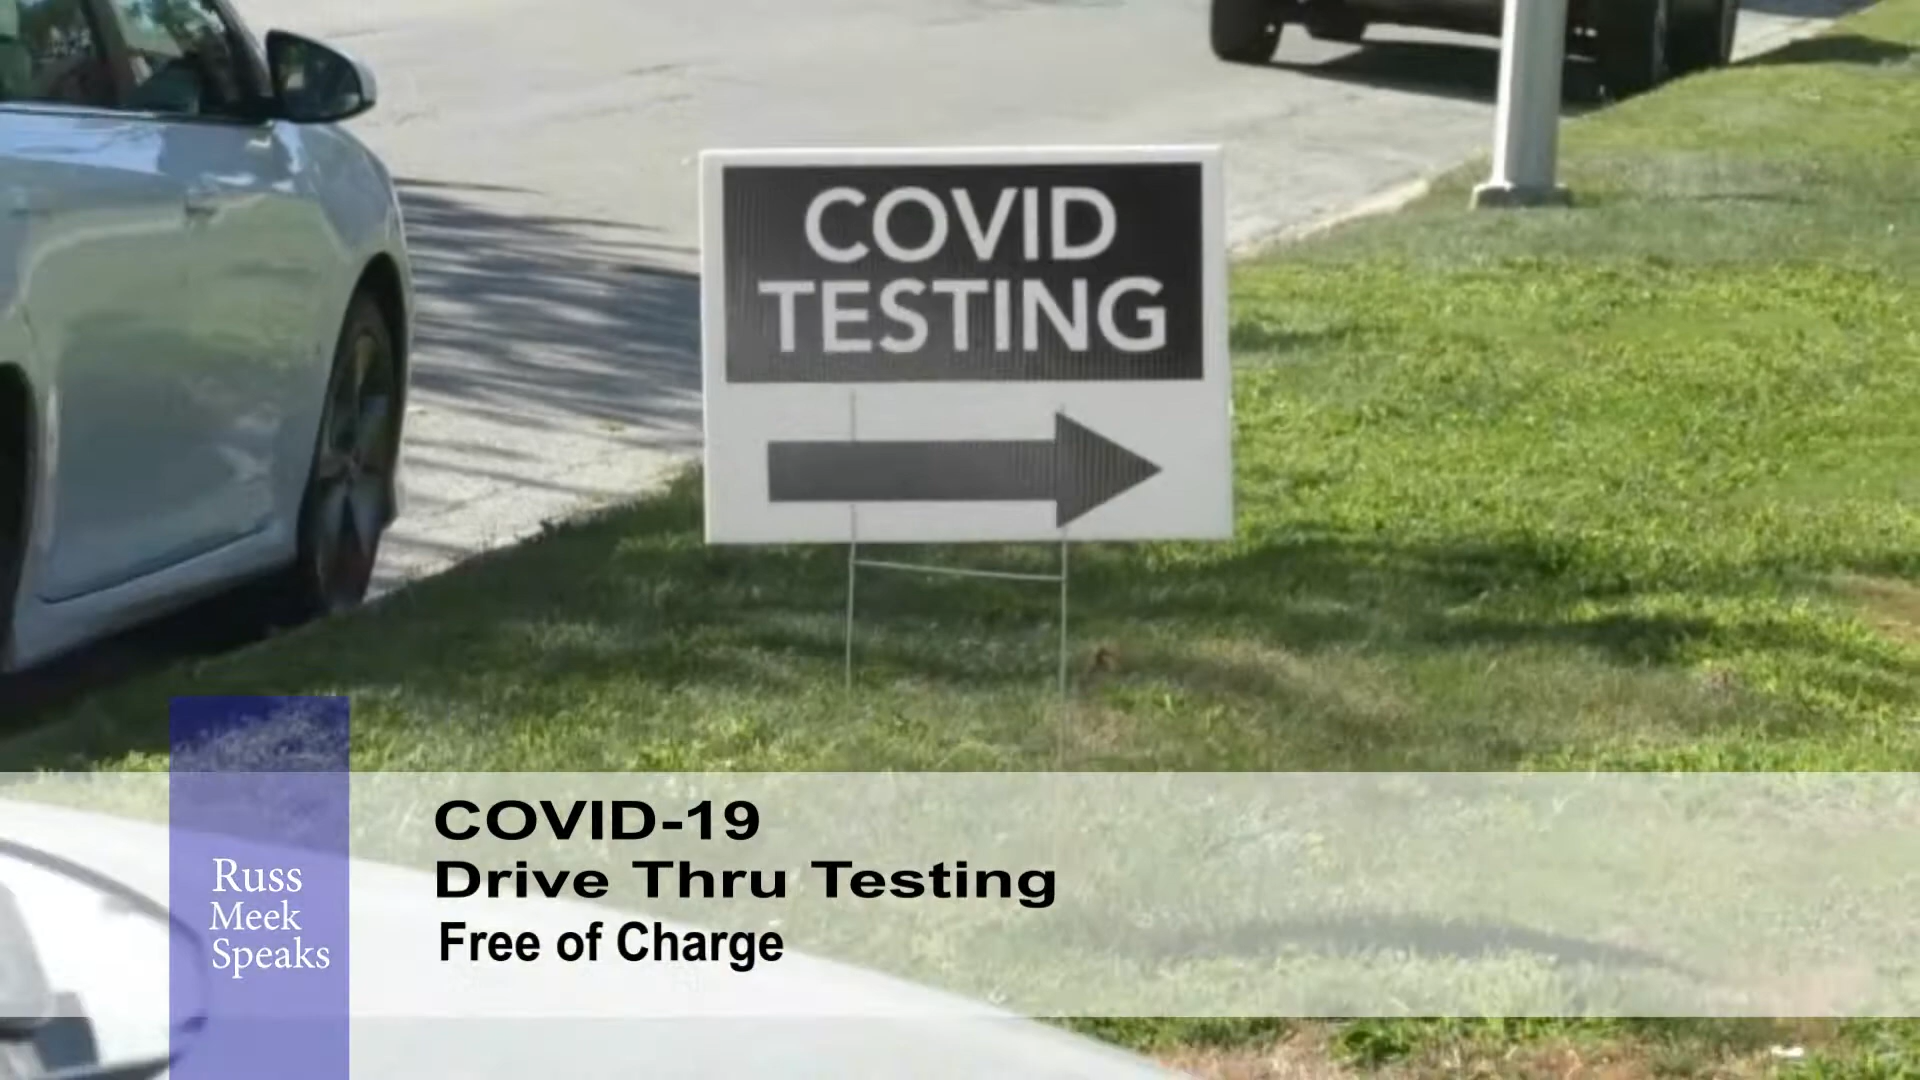 COVID
TESTING
COVID-19
Drive Thru Testing
Free of Charge
Russ
Meek
Speaks